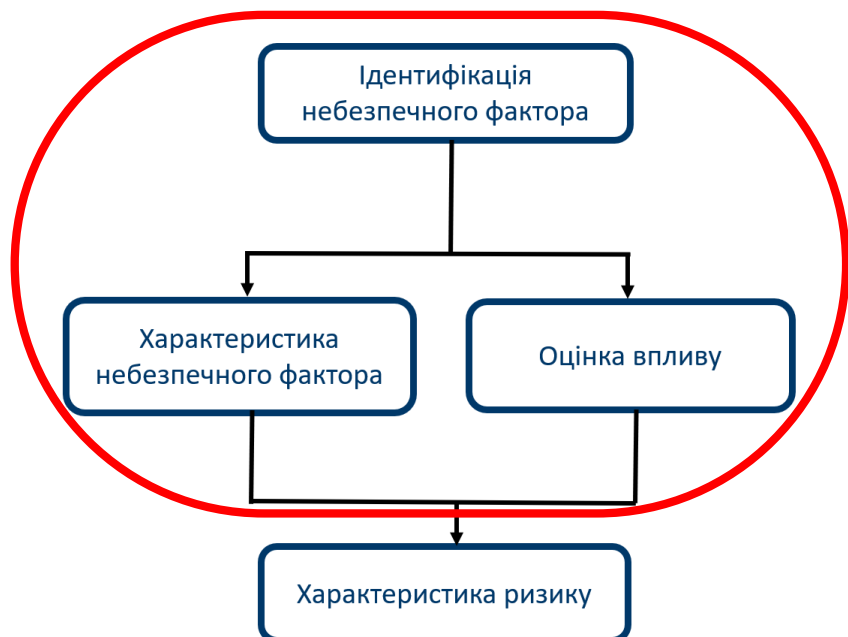 Ідентифікація
небезпечного фактора
Характеристика
небезпечного фактора
Оцінка впливу
Характеристика ризику